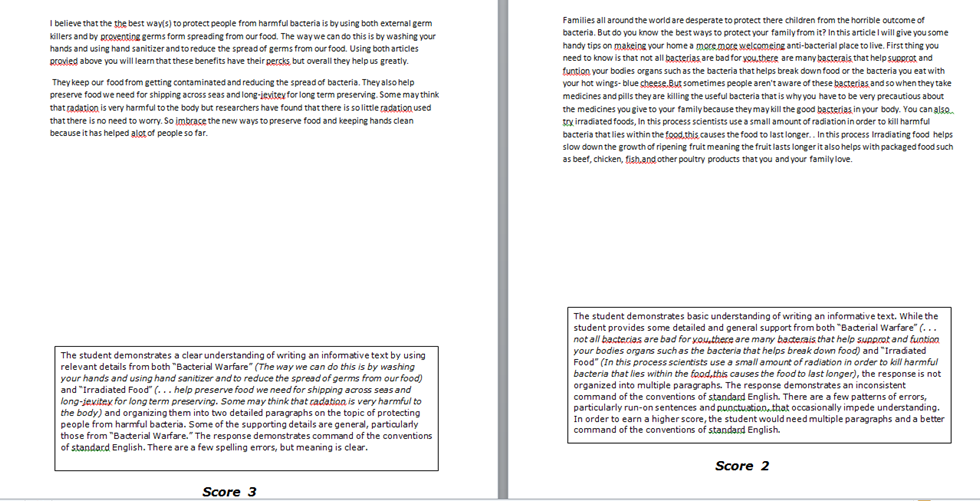 I believe that the the best way(s) to protect people from harmful bacteria is by using both external germ
killers and by proventing germs form spreading from our food. The way we can do this is by washing your
hands and using hand sanitizer and to reduce the spread of germs from our food. Using both articles
provied above you will learn that these benefits have their percks but overall they help us greatly.
They keep our food from getting contaminated and reducing the spread of bacteria. They also help
preserve food we need for shipping across seas and long-jevitey for long term preserving. Some may think
that radation is very harmful to the body but researchers have found that there is so little radation used
that there is no need to worry. So imbrace the new ways to preserve food and keeping hands clean
because it has helped alot of people so far.
The student demonstrates a clear understanding of writing an informative text by using
relevant details from both “Bacterial Warfare” (The way we can do this is by washing
your hands and using hand sanitizer and to reduce the spread of germs from our food)
and “Irradiated Food” (. . . help preserve food we need for shipping across seas and
long-jevitey for long term preserving. Some may think that radation is very harmful to
the body) and organizing them into two detailed paragraphs on the topic of protecting
people from harmful bacteria. Some of the supporting details are general, particularly
those from “Bacterial Warfare.” The response demonstrates command of the conventions
of standard English. There are a few spelling errors, but meaning is clear.
Score 3
Families all around the world are desperate to protect there children from the horrible outcome of
bacteria. But do you know the best ways to protect your family from it? In this article I will give you some
handy tips on makeing your home a more more welcomeing anti-bacterial place to live. First thing you
need to know is that not all bacterias are bad for you,there are many bacterais that help supprot and
funtion your bodies organs such as the bacteria that helps break down food or the bacteria you eat with
your hot wings- blue cheese.But sometimes people aren't aware of these bacterias and so when they take
medicines and pills they are killing the useful bacteria that is why you have to be very precautious about
the medicines you give to your family because they may kill the good bacterias in your body. You can also
try irradiated foods, In this process scientists use a small amount of radiation in order to kill harmful
bacteria that lies within the food,this causes the food to last longer. . In this process Irradiating food helps
slow down the growth of ripening fruit meaning the fruit lasts longer it also helps with packaged food such
as beef, chicken, fish,and other poultry products that you and your family love.
The student demonstrates basic understanding of writing an informative text. While the
student provides some detailed and general support from both “Bacterial Warfare” (. . .
not all bacterias are bad for you,there are many bacterais that help supprot and funtion
your bodies organs such as the bacteria that helps break down food) and “Irradiated
Food” (In this process scientists use a small amount of radiation in order to kill harmful
bacteria that lies within the food,this causes the food to last longer), the response is not
organized into multiple paragraphs. The response demonstrates an inconsistent
command of the conventions of standard English. There are a few patterns of errors,
particularly run-on sentences and punctuation, that occasionally impede understanding.
In order to earn a higher score, the student would need multiple paragraphs and a better
command of the conventions of standard English.
Score 2